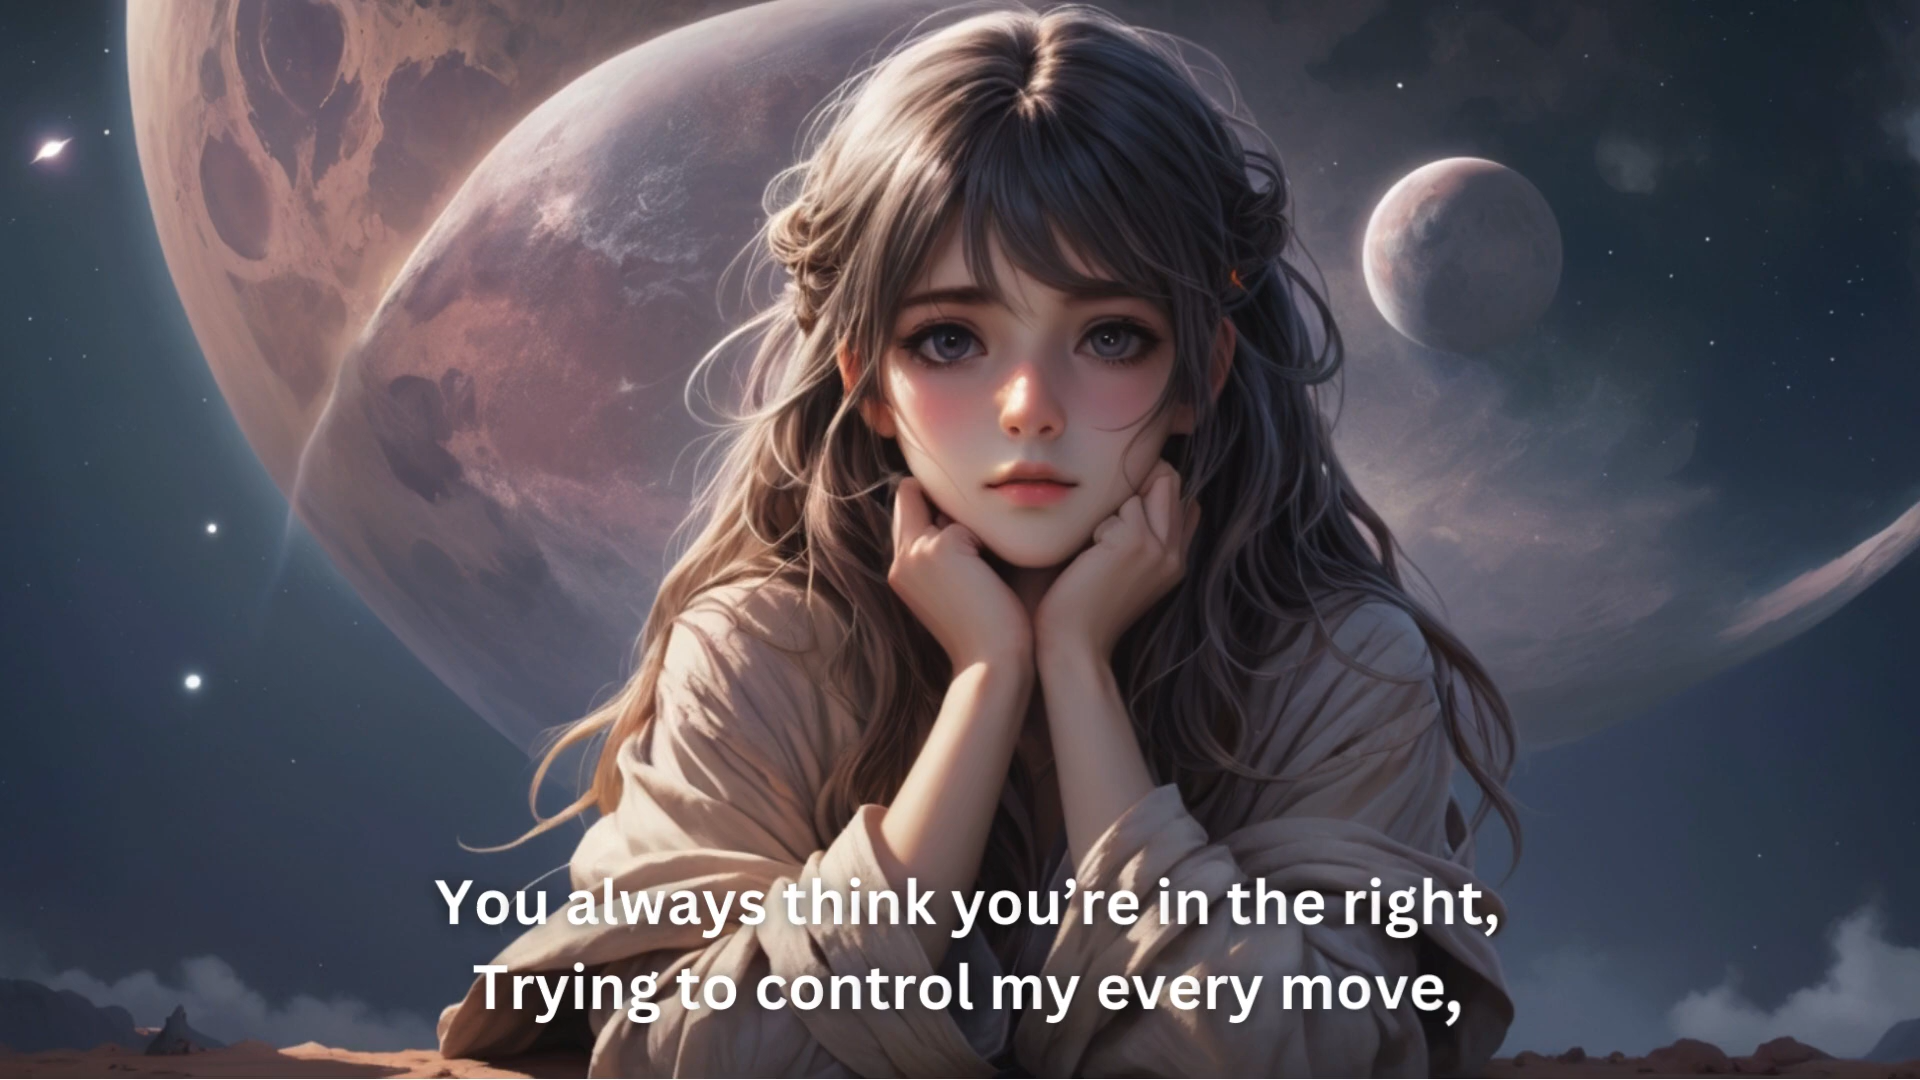 You always think you’re in the right,
Trying to control my every move,